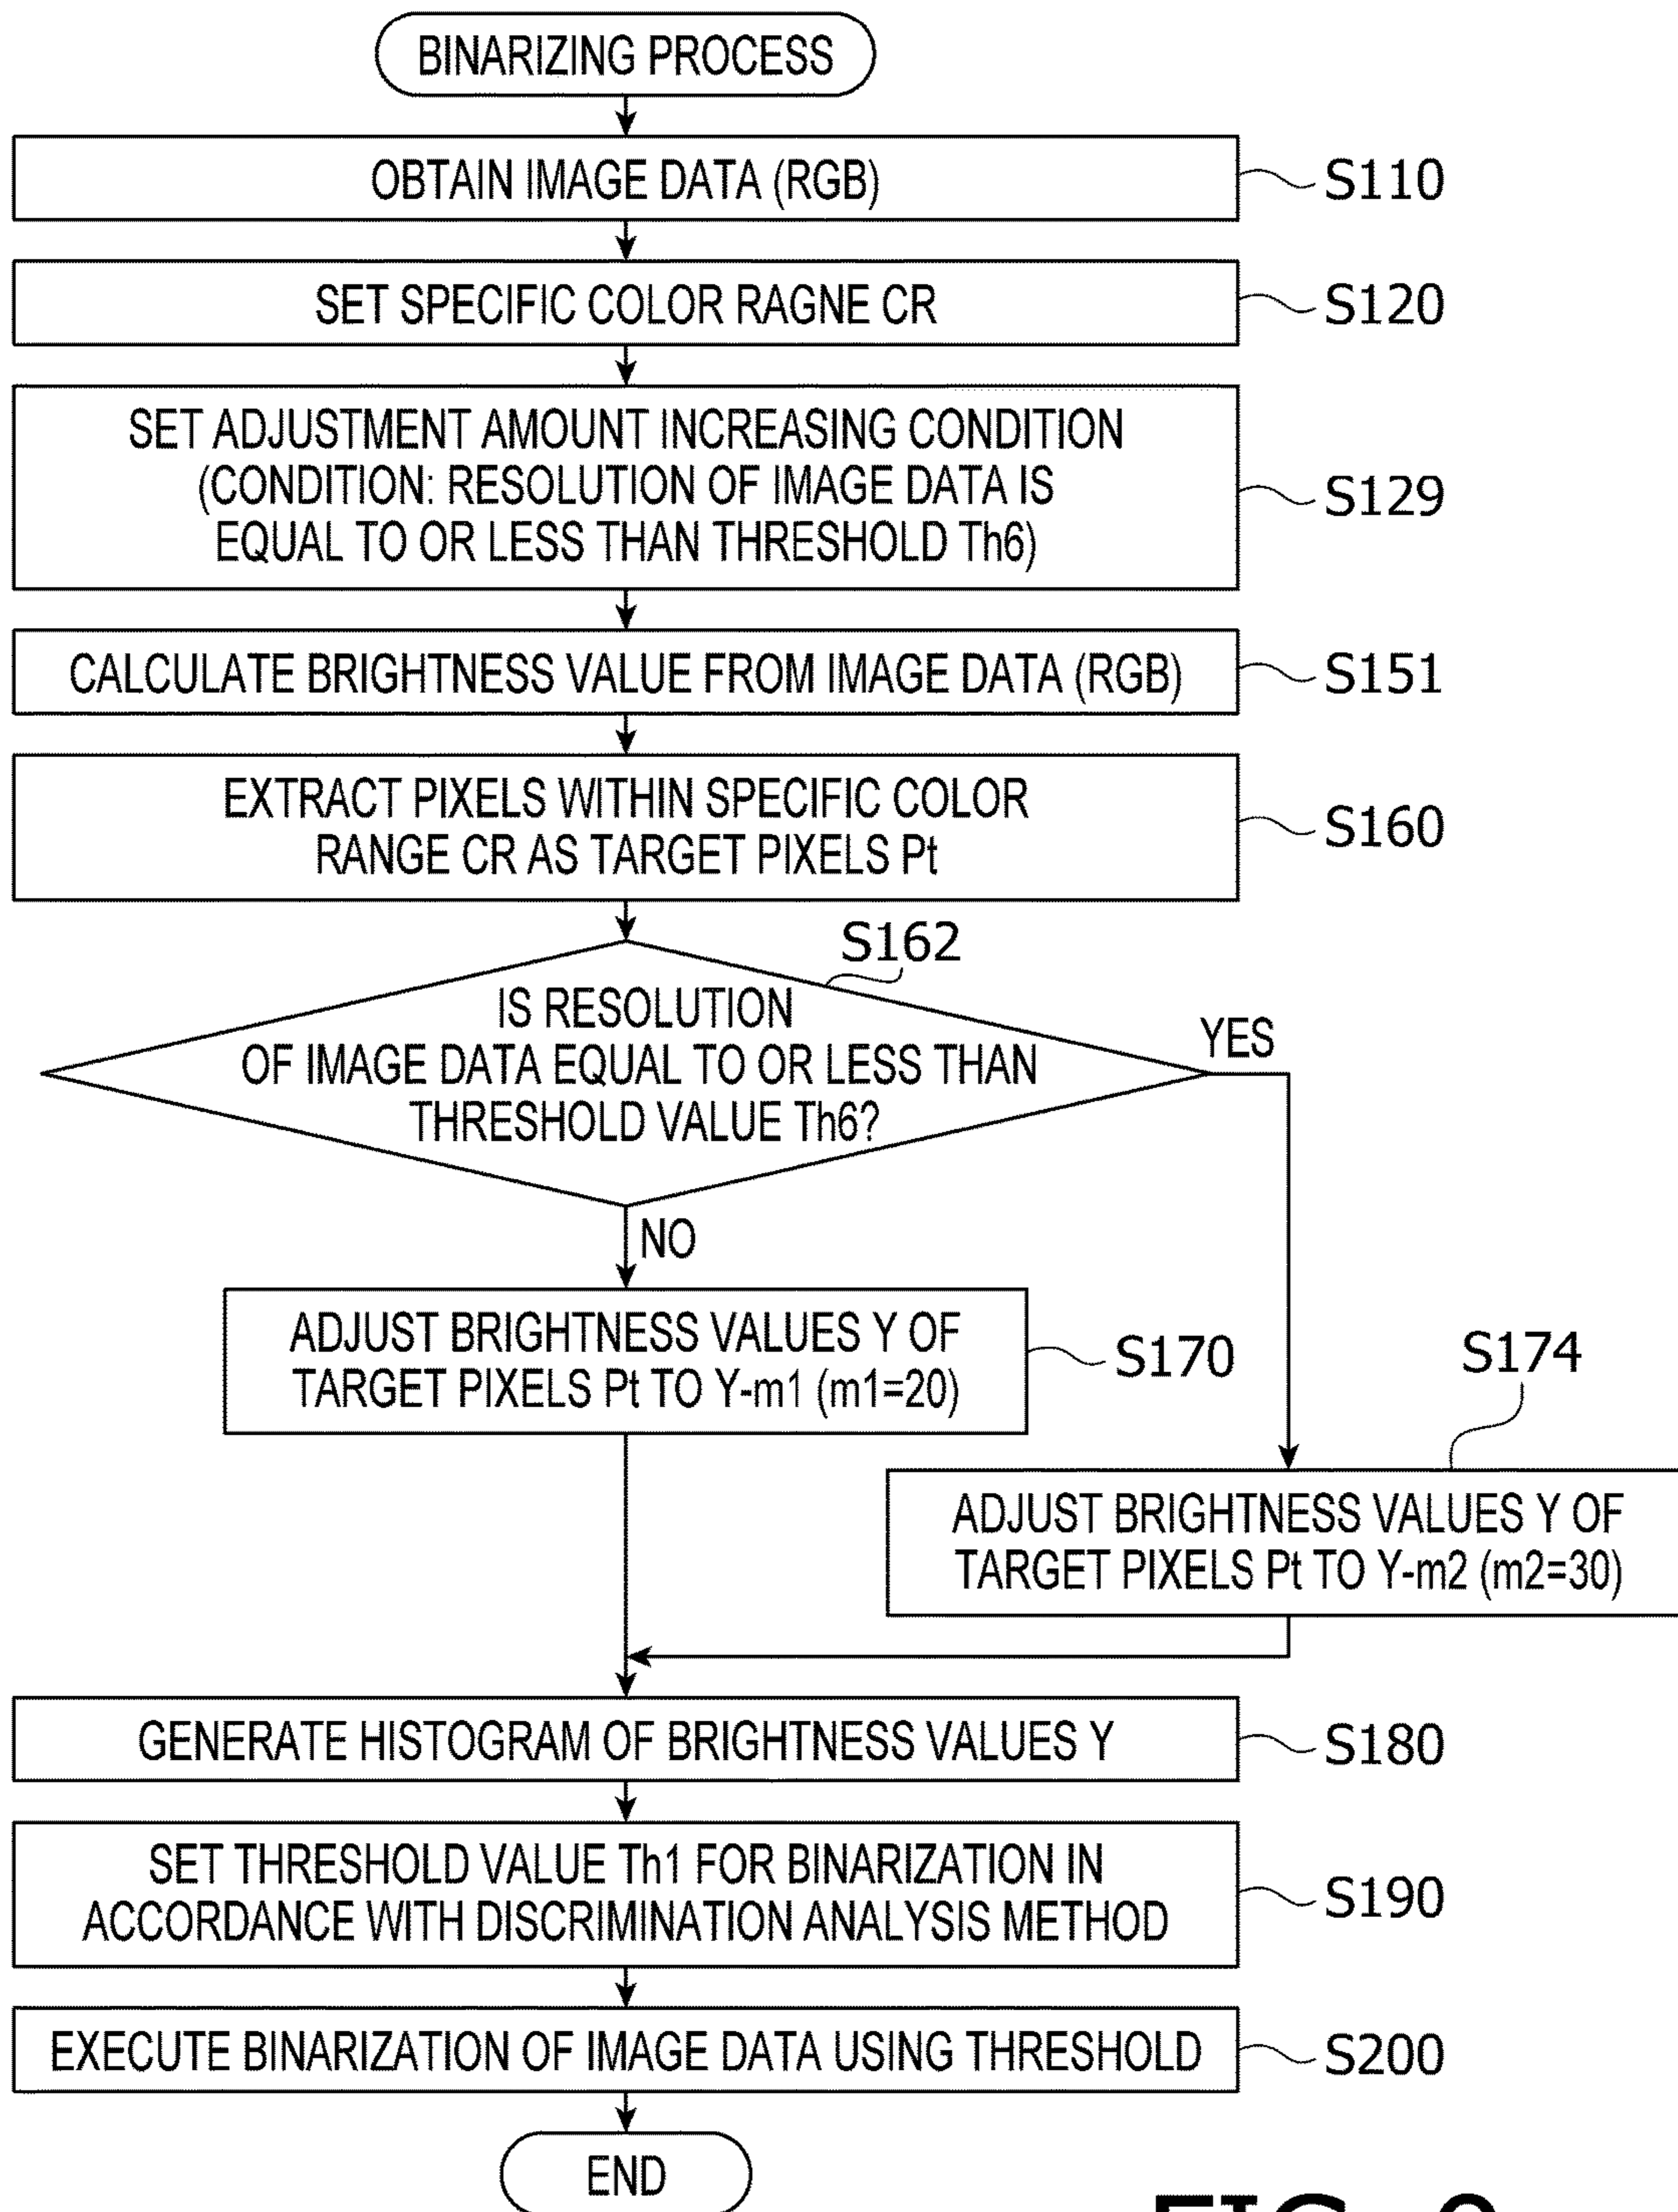 BINARIZING PROCESS
OBTAIN IMAGE DATA (RGB)
S110
SET SPECIFIC COLOR RAGNE CR
S120
SET ADJUSTMENT AMOUNT INCREASING CONDITION
(CONDITION: RESOLUTION OF IMAGE DATA IS
EQUAL TO OR LESS THAN THRESHOLD Th6)
S129
CALCULATE BRIGHTNESS VALUE FROM IMAGE DATA (RGB)
S151
EXTRACT PIXELS WITHIN SPECIFIC COLOR
RANGE CR AS TARGET PIXELS Pt
S160
S162
IS RESOLUTION
OF IMAGE DATA EQUAL TO OR LESS THAN
THRESHOLD VALUE Th6?
YES
NO
ADJUST BRIGHTNESS VALUES Y OF
TARGET PIXELS Pt TO Y-m1 (m1=20)
S170
S174
ADJUST BRIGHTNESS VALUES Y OF
TARGET PIXELS Pt TO Y-m2 (m2=30)
GENERATE HISTOGRAM OF BRIGHTNESS VALUES Y
S180
SET THRESHOLD VALUE Th1 FOR BINARIZATION IN
ACCORDANCE WITH DISCRIMINATION ANALYSIS METHOD
S190
EXECUTE BINARIZATION OF IMAGE DATA USING THRESHOLD
S200
END
FIG.